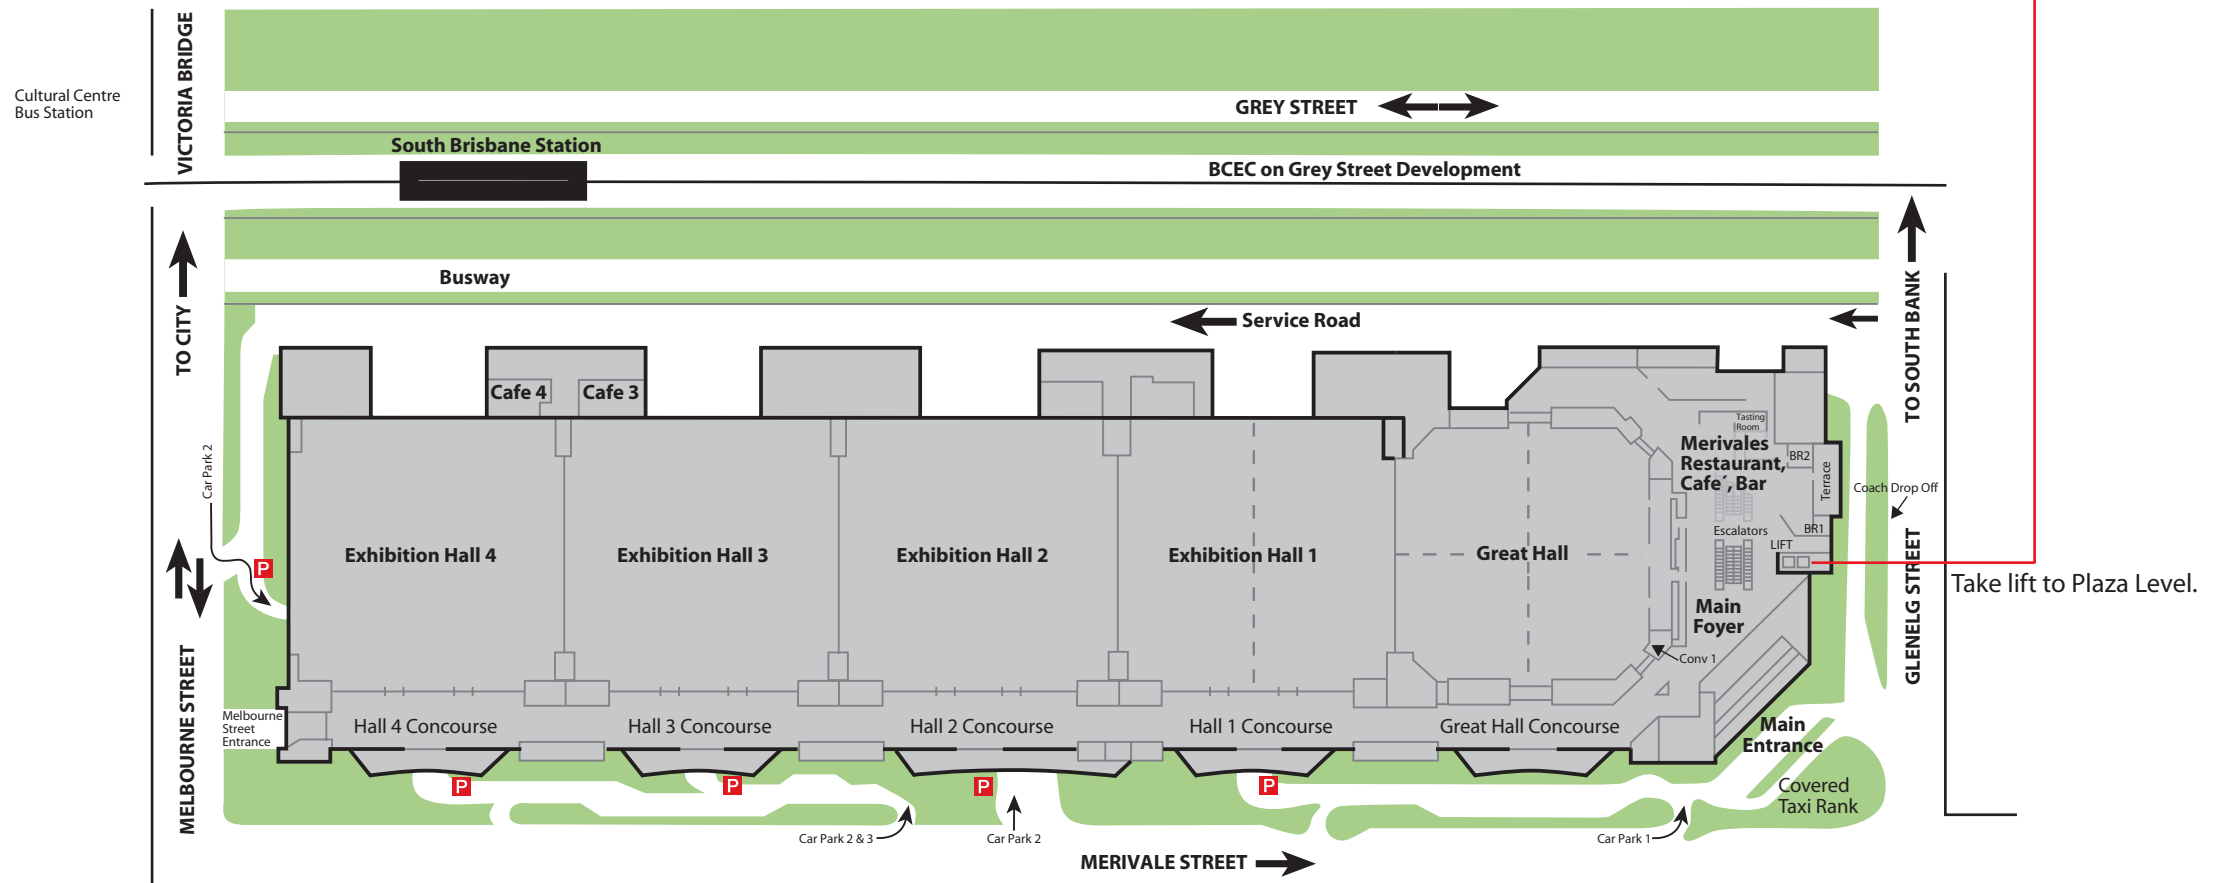 Cultural Centre
Bus Station
VICTORIA BRIDGE
GREY STREET
South Brisbane Station
BCEC on Grey Street Development
TO CITY
Busway
Service Road
TO SOUTH BANK
Cafe 4
Cafe 3
Tasting
Room
Merivales
Restaurant,
Cafe´, Bar
BR2
Terrace
Car Park 2
Coach Drop Off
Escalators
BR1
LIFT
P
Exhibition Hall 4
Exhibition Hall 3
Exhibition Hall 2
Exhibition Hall 1
Great Hall
Take lift to Plaza Level.
GLENELG STREET
Main
Foyer
Conv 1
MELBOURNE STREET
Melbourne
Street
Entrance
Hall 4 Concourse
Hall 3 Concourse
Hall 2 Concourse
Hall 1 Concourse
Great Hall Concourse
Main
Entrance
P
P
P
P
Covered
Taxi Rank
Car Park 2 & 3
Car Park 2
Car Park 1
MERIVALE STREET